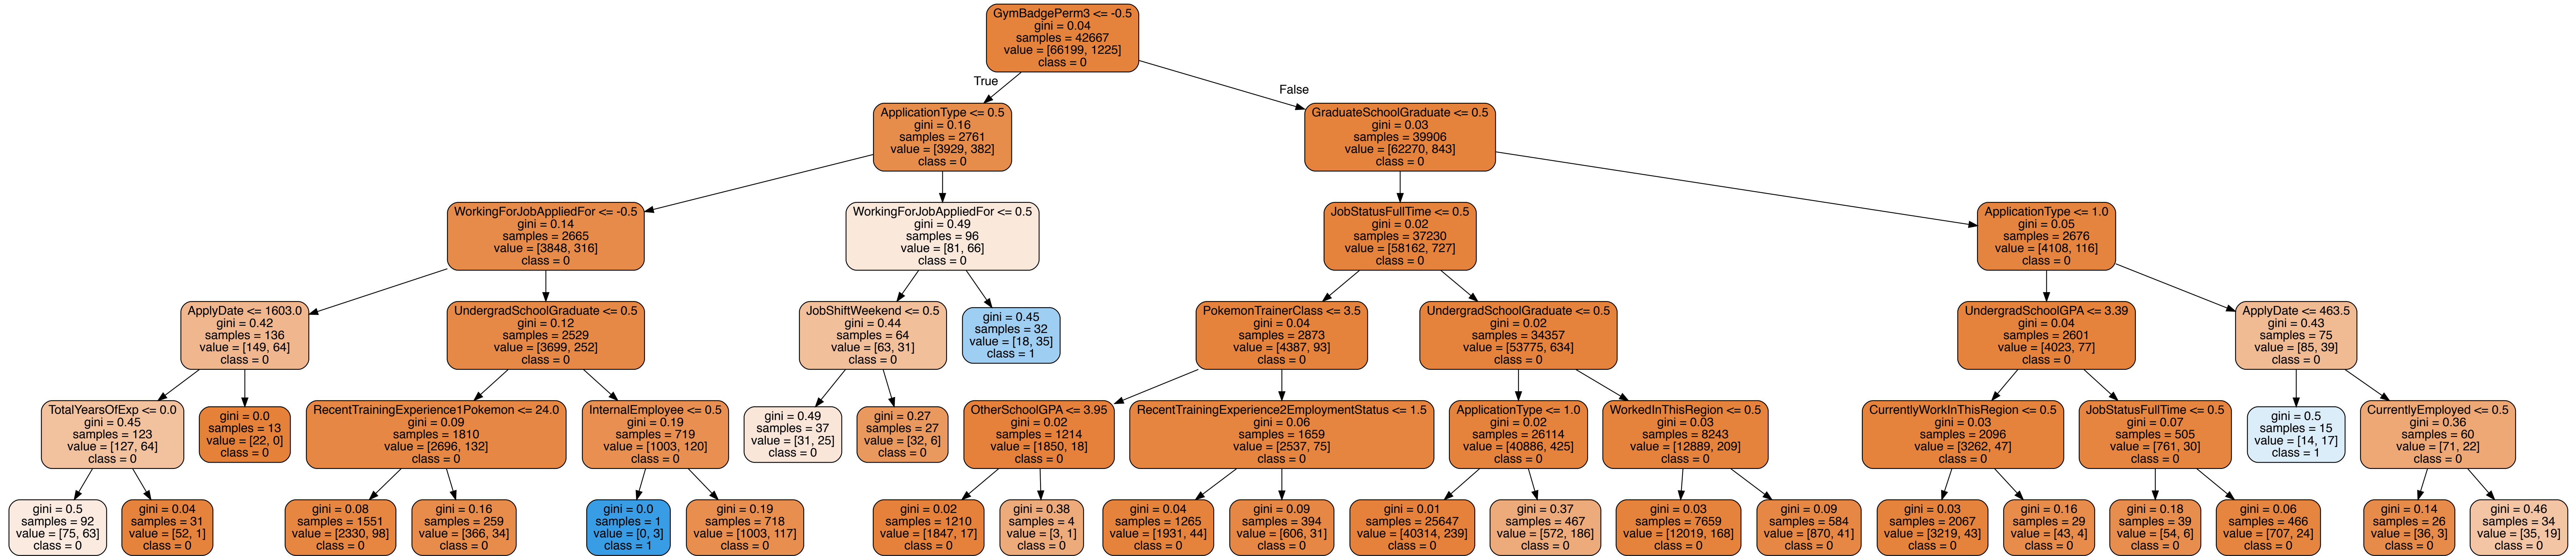 GymBadgePerm3 <= -0.5
gini = 0.04
samples = 42667
value = [66199, 1225]
class = 0
True
False
ApplicationType <= 0.5
gini = 0.16
samples = 2761
value = [3929, 382]
class = 0
GraduateSchoolGraduate <= 0.5
gini = 0.03
samples = 39906
value = [62270, 843]
class = 0
WorkingForJobAppliedFor <= -0.5
gini = 0.14
samples = 2665
value = [3848, 316]
class = 0
WorkingForJobAppliedFor <= 0.5
gini = 0.49
samples = 96
value = [81, 66]
class = 0
JobStatusFullTime <= 0.5
gini = 0.02
samples = 37230
value = [58162, 727]
class = 0
ApplicationType <= 1.0
gini = 0.05
samples = 2676
value = [4108, 116]
class = 0
ApplyDate <= 1603.0
gini = 0.42
samples = 136
value = [149, 64]
class = 0
UndergradSchoolGraduate <= 0.5
gini = 0.12
samples = 2529
value = [3699, 252]
class = 0
JobShiftWeekend <= 0.5
gini = 0.44
samples = 64
value = [63, 31]
class = 0
gini = 0.45
samples = 32
value = [18, 35]
class = 1
PokemonTrainerClass <= 3.5
gini = 0.04
samples = 2873
value = [4387, 93]
class = 0
UndergradSchoolGraduate <= 0.5
gini = 0.02
samples = 34357
value = [53775, 634]
class = 0
UndergradSchoolGPA <= 3.39
gini = 0.04
samples = 2601
value = [4023, 77]
class = 0
ApplyDate <= 463.5
gini = 0.43
samples = 75
value = [85, 39]
class = 0
TotalYearsOfExp <= 0.0
gini = 0.45
samples = 123
value = [127, 64]
class = 0
gini = 0.0
samples = 13
value = [22, 0]
class = 0
RecentTrainingExperience1Pokemon <= 24.0
gini = 0.09
samples = 1810
value = [2696, 132]
class = 0
InternalEmployee <= 0.5
gini = 0.19
samples = 719
value = [1003, 120]
class = 0
gini = 0.49
samples = 37
value = [31, 25]
class = 0
gini = 0.27
samples = 27
value = [32, 6]
class = 0
OtherSchoolGPA <= 3.95
gini = 0.02
samples = 1214
value = [1850, 18]
class = 0
RecentTrainingExperience2EmploymentStatus <= 1.5
gini = 0.06
samples = 1659
value = [2537, 75]
class = 0
ApplicationType <= 1.0
gini = 0.02
samples = 26114
value = [40886, 425]
class = 0
WorkedInThisRegion <= 0.5
gini = 0.03
samples = 8243
value = [12889, 209]
class = 0
CurrentlyWorkInThisRegion <= 0.5
gini = 0.03
samples = 2096
value = [3262, 47]
class = 0
JobStatusFullTime <= 0.5
gini = 0.07
samples = 505
value = [761, 30]
class = 0
gini = 0.5
samples = 15
value = [14, 17]
class = 1
CurrentlyEmployed <= 0.5
gini = 0.36
samples = 60
value = [71, 22]
class = 0
gini = 0.5
samples = 92
value = [75, 63]
class = 0
gini = 0.04
samples = 31
value = [52, 1]
class = 0
gini = 0.08
samples = 1551
value = [2330, 98]
class = 0
gini = 0.16
samples = 259
value = [366, 34]
class = 0
gini = 0.0
samples = 1
value = [0, 3]
class = 1
gini = 0.19
samples = 718
value = [1003, 117]
class = 0
gini = 0.02
samples = 1210
value = [1847, 17]
class = 0
gini = 0.38
samples = 4
value = [3, 1]
class = 0
gini = 0.04
samples = 1265
value = [1931, 44]
class = 0
gini = 0.09
samples = 394
value = [606, 31]
class = 0
gini = 0.01
samples = 25647
value = [40314, 239]
class = 0
gini = 0.37
samples = 467
value = [572, 186]
class = 0
gini = 0.03
samples = 7659
value = [12019, 168]
class = 0
gini = 0.09
samples = 584
value = [870, 41]
class = 0
gini = 0.03
samples = 2067
value = [3219, 43]
class = 0
gini = 0.16
samples = 29
value = [43, 4]
class = 0
gini = 0.18
samples = 39
value = [54, 6]
class = 0
gini = 0.06
samples = 466
value = [707, 24]
class = 0
gini = 0.14
samples = 26
value = [36, 3]
class = 0
gini = 0.46
samples = 34
value = [35, 19]
class = 0